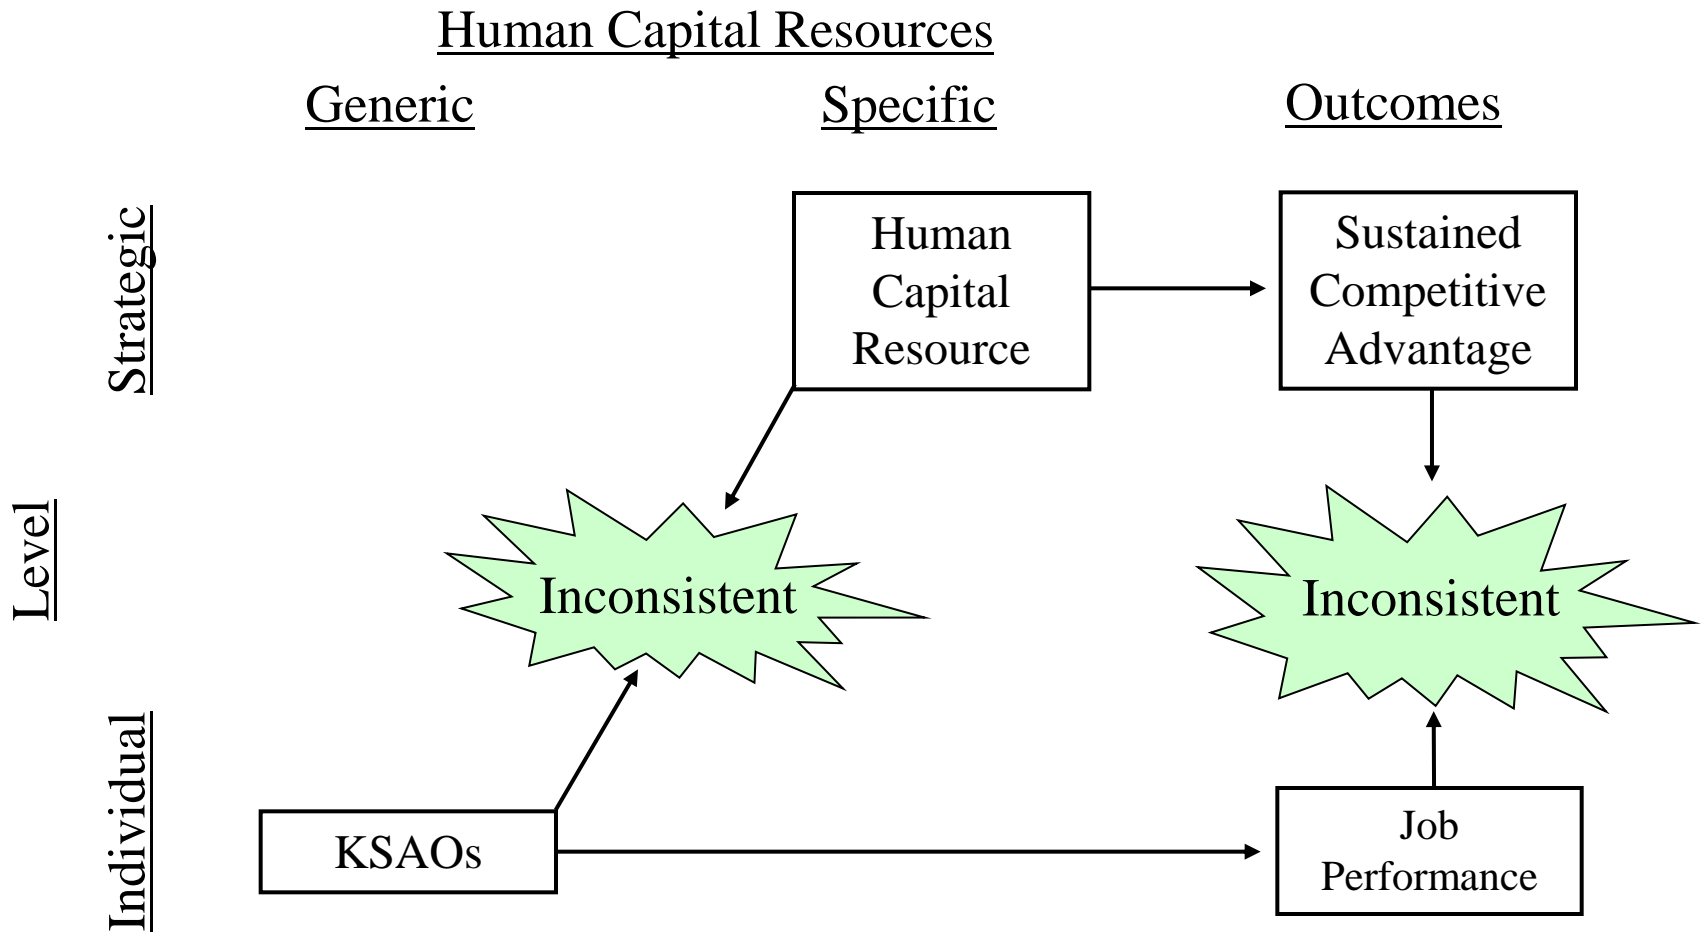 Human Capital Resources
Generic
Specific
Outcomes
Strategic
Human
Capital
Resource
Sustained
Competitive
Advantage
Level
Inconsistent
Inconsistent
Individual
KSAOs
Job
Performance